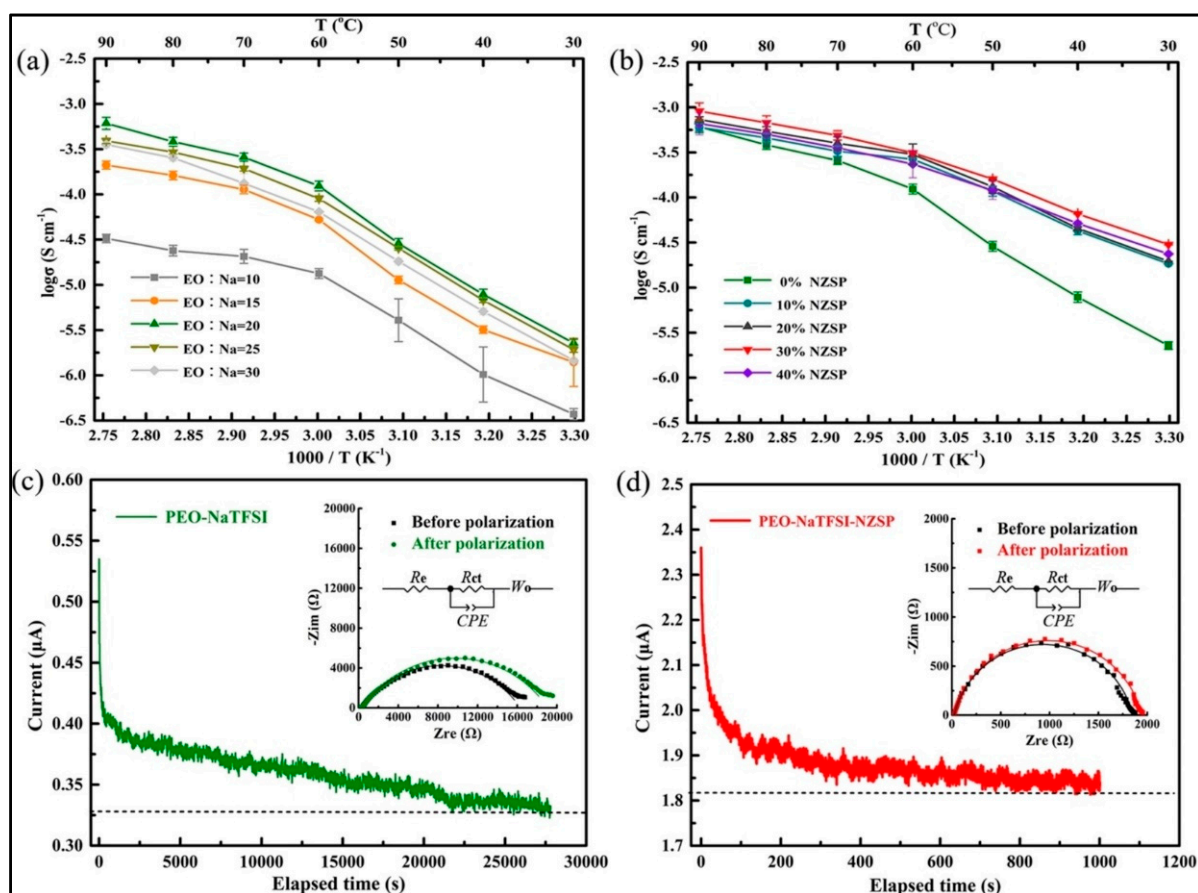 (a)
T (°C)
90 80 70 60 50 40 30
-2.5
-3.0
-3.5
-4.0
-4.5
-5.0
-5.5
-6.0
-6.5
logσ (S cm⁻¹)
EO：Na=10
EO：Na=15
EO：Na=20
EO：Na=25
EO：Na=30
2.75 2.80 2.85 2.90 2.95 3.00 3.05 3.10 3.15 3.20 3.25 3.30
1000 / T (K⁻¹)
(b)
T (°C)
90 80 70 60 50 40 30
-2.5
-3.0
-3.5
-4.0
-4.5
-5.0
-5.5
-6.0
-6.5
logσ (S cm⁻¹)
0% NZSP
10% NZSP
20% NZSP
30% NZSP
40% NZSP
2.75 2.80 2.85 2.90 2.95 3.00 3.05 3.10 3.15 3.20 3.25 3.30
1000 / T (K⁻¹)
(c)
0.60
0.55
0.50
0.45
0.40
0.35
0.30
Current (μA)
PEO-NaTFSI
20000
16000
12000
8000
4000
0
-Zim (Ω)
Before polarization
After polarization
Re Rct Wo
CPE
0 4000 8000 12000 16000 20000
Zre (Ω)
0 5000 10000 15000 20000 25000 30000
Elapsed time (s)
(d)
2.5
2.4
2.3
2.2
2.1
2.0
1.9
1.8
1.7
Current (μA)
PEO-NaTFSI-NZSP
2000
1500
1000
500
0
-Zim (Ω)
Before polarization
After polarization
Re Rct Wo
CPE
0 500 1000 1500 2000
Zre (Ω)
0 200 400 600 800 1000 1200
Elapsed time (s)